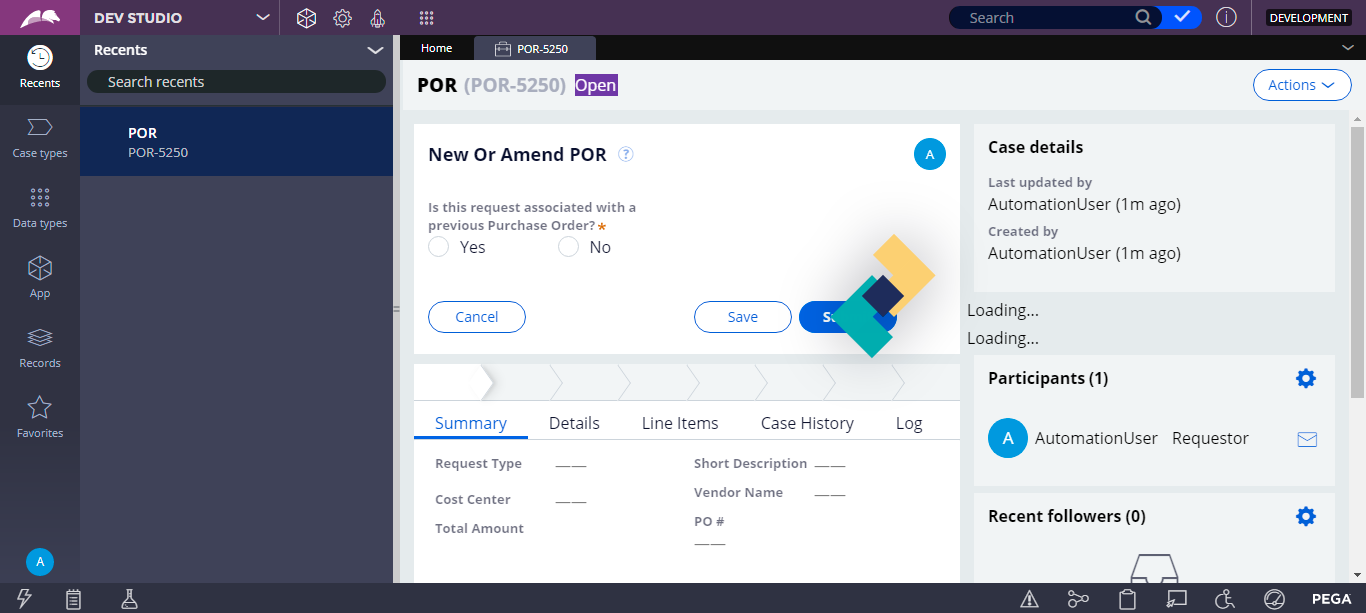 DEV STUDIO
Search
DEVELOPMENT
Recents
Recents
Search recents
POR
POR-5250
Case types
Data types
App
Records
Favorites
A
Home
POR-5250
POR (POR-5250) Open
Actions
New Or Amend POR ?
A
Is this request associated with a
previous Purchase Order?*
Yes
No
Cancel
Save
Summary
Details
Line Items
Case History
Log
Request Type
Short Description
Cost Center
Vendor Name
Total Amount
PO #
Case details
Last updated by
AutomationUser (1m ago)
Created by
AutomationUser (1m ago)
Loading...
Loading...
Participants (1)
A
AutomationUser
Requestor
Recent followers (0)
PEGA